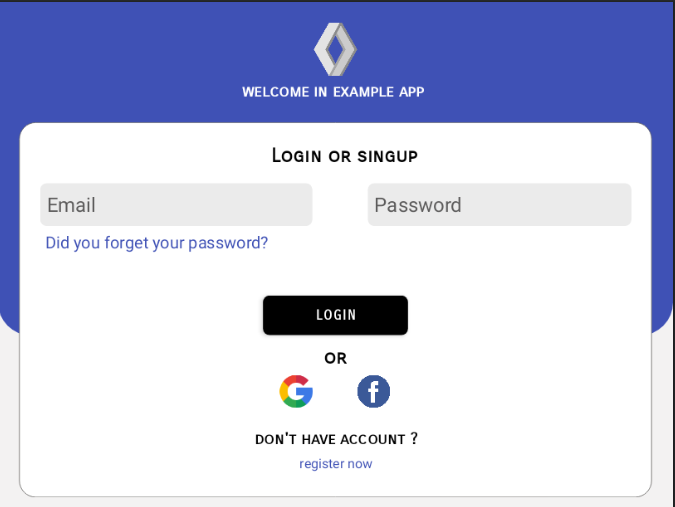 WELCOME IN EXAMPLE APP
LOGIN OR SINGUP
Email
Password
Did you forget your password?
LOGIN
OR
DON'T HAVE ACCOUNT ?
register now